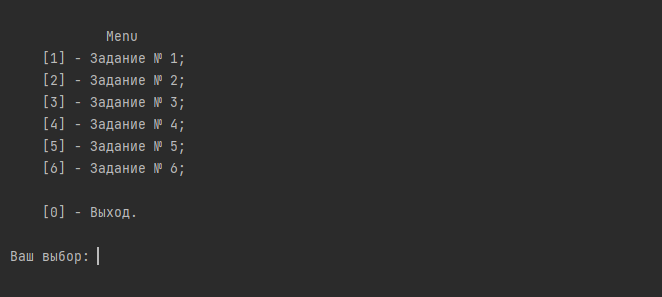 Menu
[1] - Задание № 1;
[2] - Задание № 2;
[3] - Задание № 3;
[4] - Задание № 4;
[5] - Задание № 5;
[6] - Задание № 6;
[0] - Выход.
Ваш выбор: